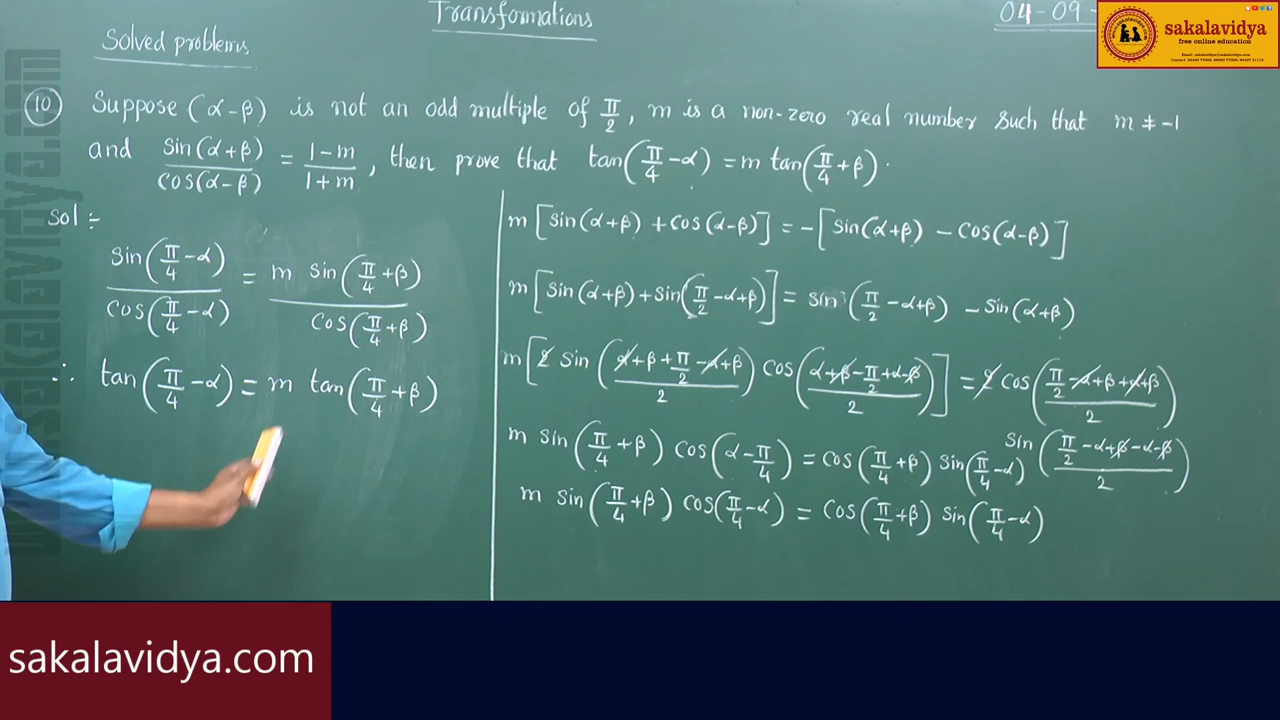 Transformations
04-09-
sakalavidya
free online education
Solved problems
10 Suppose (α-β) is not an odd multiple of π/2, m is a non-zero real number such that m ≠ -1
and sin(α+β)/cos(α-β) = 1-m/1+m, then prove that tan(π/4-α) = m tan(π/4+β).
Sol :-
sin(π/4-α)/cos(π/4-α) = m sin(π/4+β)/cos(π/4+β)
∴ tan(π/4-α) = m tan(π/4+β)
m[sin(α+β) + cos(α-β)] = -[sin(α+β) - cos(α-β)]
m[sin(α+β)+sin(π/2-α+β)] = sin(π/2-α+β) - sin(α+β)
m[2 sin(α+β+π/2-α+β/2) cos(α+β-π/2+α-β/2)] = 2 cos(π/2-α+β+α+β/2)
sin(π/2-α+β-α-β/2)
m sin(π/4+β) cos(α-π/4) = cos(π/4+β) sin(π/4-α)
m sin(π/4+β) cos(π/4-α) = cos(π/4+β) sin(π/4-α)
sakalavidya.com